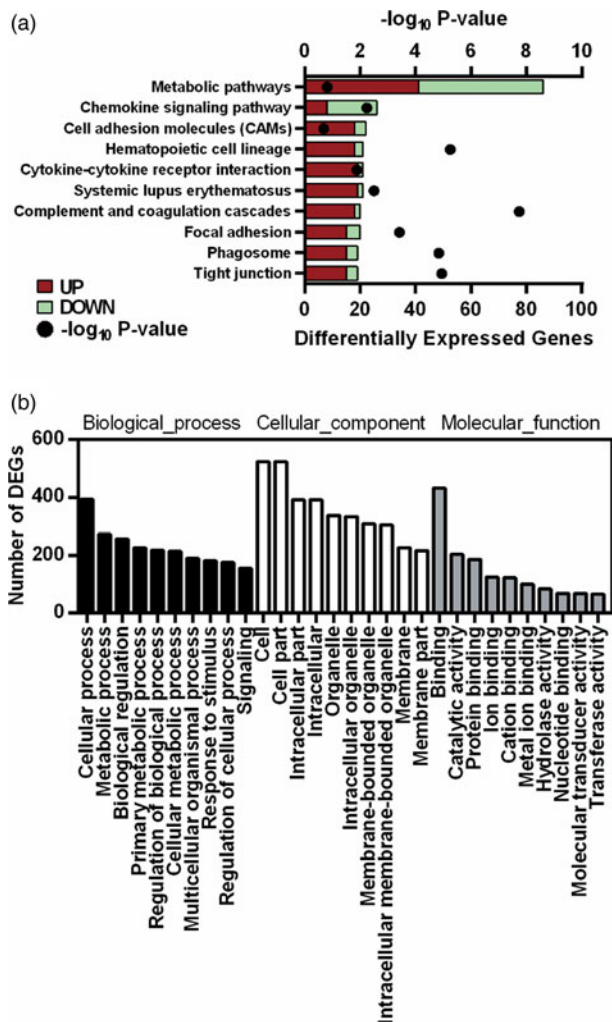 (a)
-log10 P-value
0 2 4 6 8 10
Metabolic pathways
Chemokine signaling pathway
Cell adhesion molecules (CAMs)
Hematopoietic cell lineage
Cytokine-cytokine receptor interaction
Systemic lupus erythematosus
Complement and coagulation cascades
Focal adhesion
Phagosome
Tight junction
UP
DOWN
-log10 P-value
0 20 40 60 80 100
Differentially Expressed Genes
(b)
Biological_process Cellular_component Molecular_function
Number of DEGs
600
400
200
0
Cellular process
Metabolic process
Biological regulation
Primary metabolic process
Regulation of biological process
Cellular metabolic process
Multicellular organismal process
Response to stimulus
Regulation of cellular process
Signaling
Cell
Cell part
Intracellular part
Intracellular
Organelle
Intracellular organelle
Membrane-bounded organelle
Intracellular membrane-bounded organelle
Membrane
Membrane part
Binding
Catalytic activity
Protein binding
Ion binding
Cation binding
Metal ion binding
Hydrolase activity
Nucleotide binding
Molecular transducer activity
Transferase activity